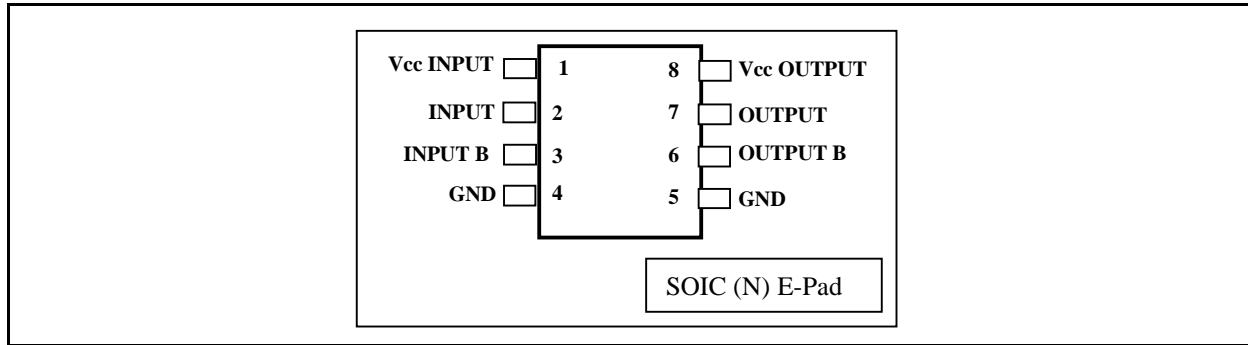 Vcc INPUT 1 8 Vcc OUTPUT
INPUT 2 7 OUTPUT
INPUT B 3 6 OUTPUT B
GND 4 5 GND
SOIC (N) E-Pad